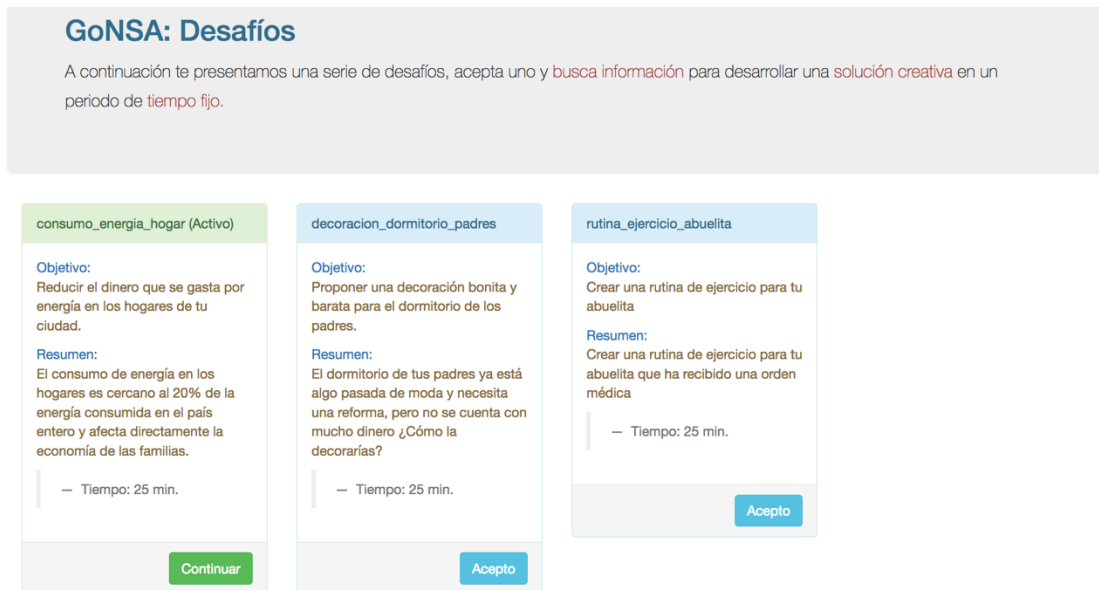 GoNSA: Desafíos
A continuación te presentamos una serie de desafíos, acepta uno y busca información para desarrollar una solución creativa en un
periodo de tiempo fijo.
consumo_energia_hogar (Activo)
Objetivo:
Reducir el dinero que se gasta por
energía en los hogares de tu
ciudad.
Resumen:
El consumo de energía en los
hogares es cercano al 20% de la
energía consumida en el país
entero y afecta directamente la
economía de las familias.
— Tiempo: 25 min.
Continuar
decoracion_dormitorio_padres
Objetivo:
Proponer una decoración bonita y
barata para el dormitorio de los
padres.
Resumen:
El dormitorio de tus padres ya está
algo pasada de moda y necesita
una reforma, pero no se cuenta con
mucho dinero ¿Cómo la
decorarías?
— Tiempo: 25 min.
Acepto
rutina_ejercicio_abuelita
Objetivo:
Crear una rutina de ejercicio para tu
abuelita
Resumen:
Crear una rutina de ejercicio para tu
abuelita que ha recibido una orden
médica
— Tiempo: 25 min.
Acepto